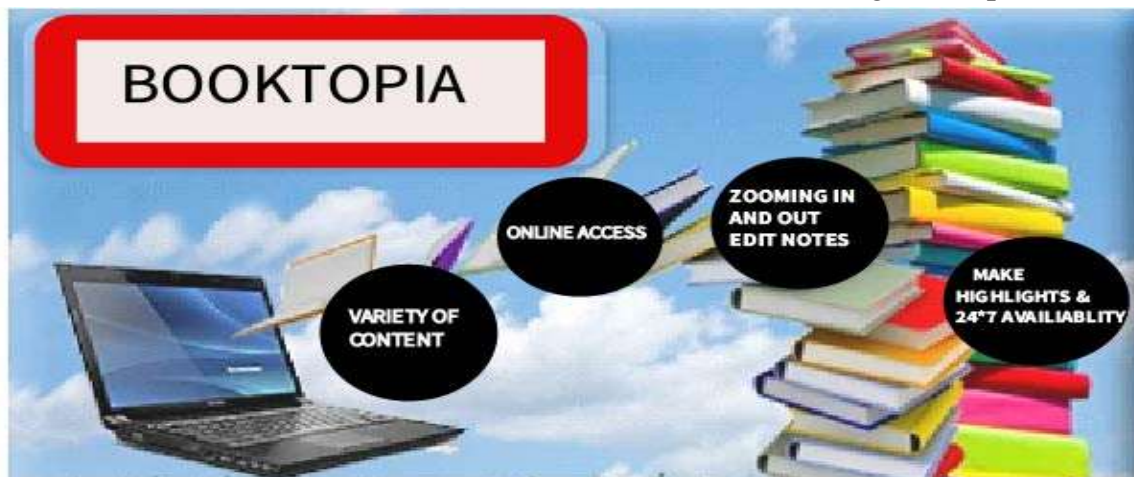 BOOKTOPIA
VARIETY OF
CONTENT
ONLINE ACCESS
ZOOMING IN
AND OUT
EDIT NOTES
MAKE
HIGHLIGHTS &
24*7 AVAILIABLITY